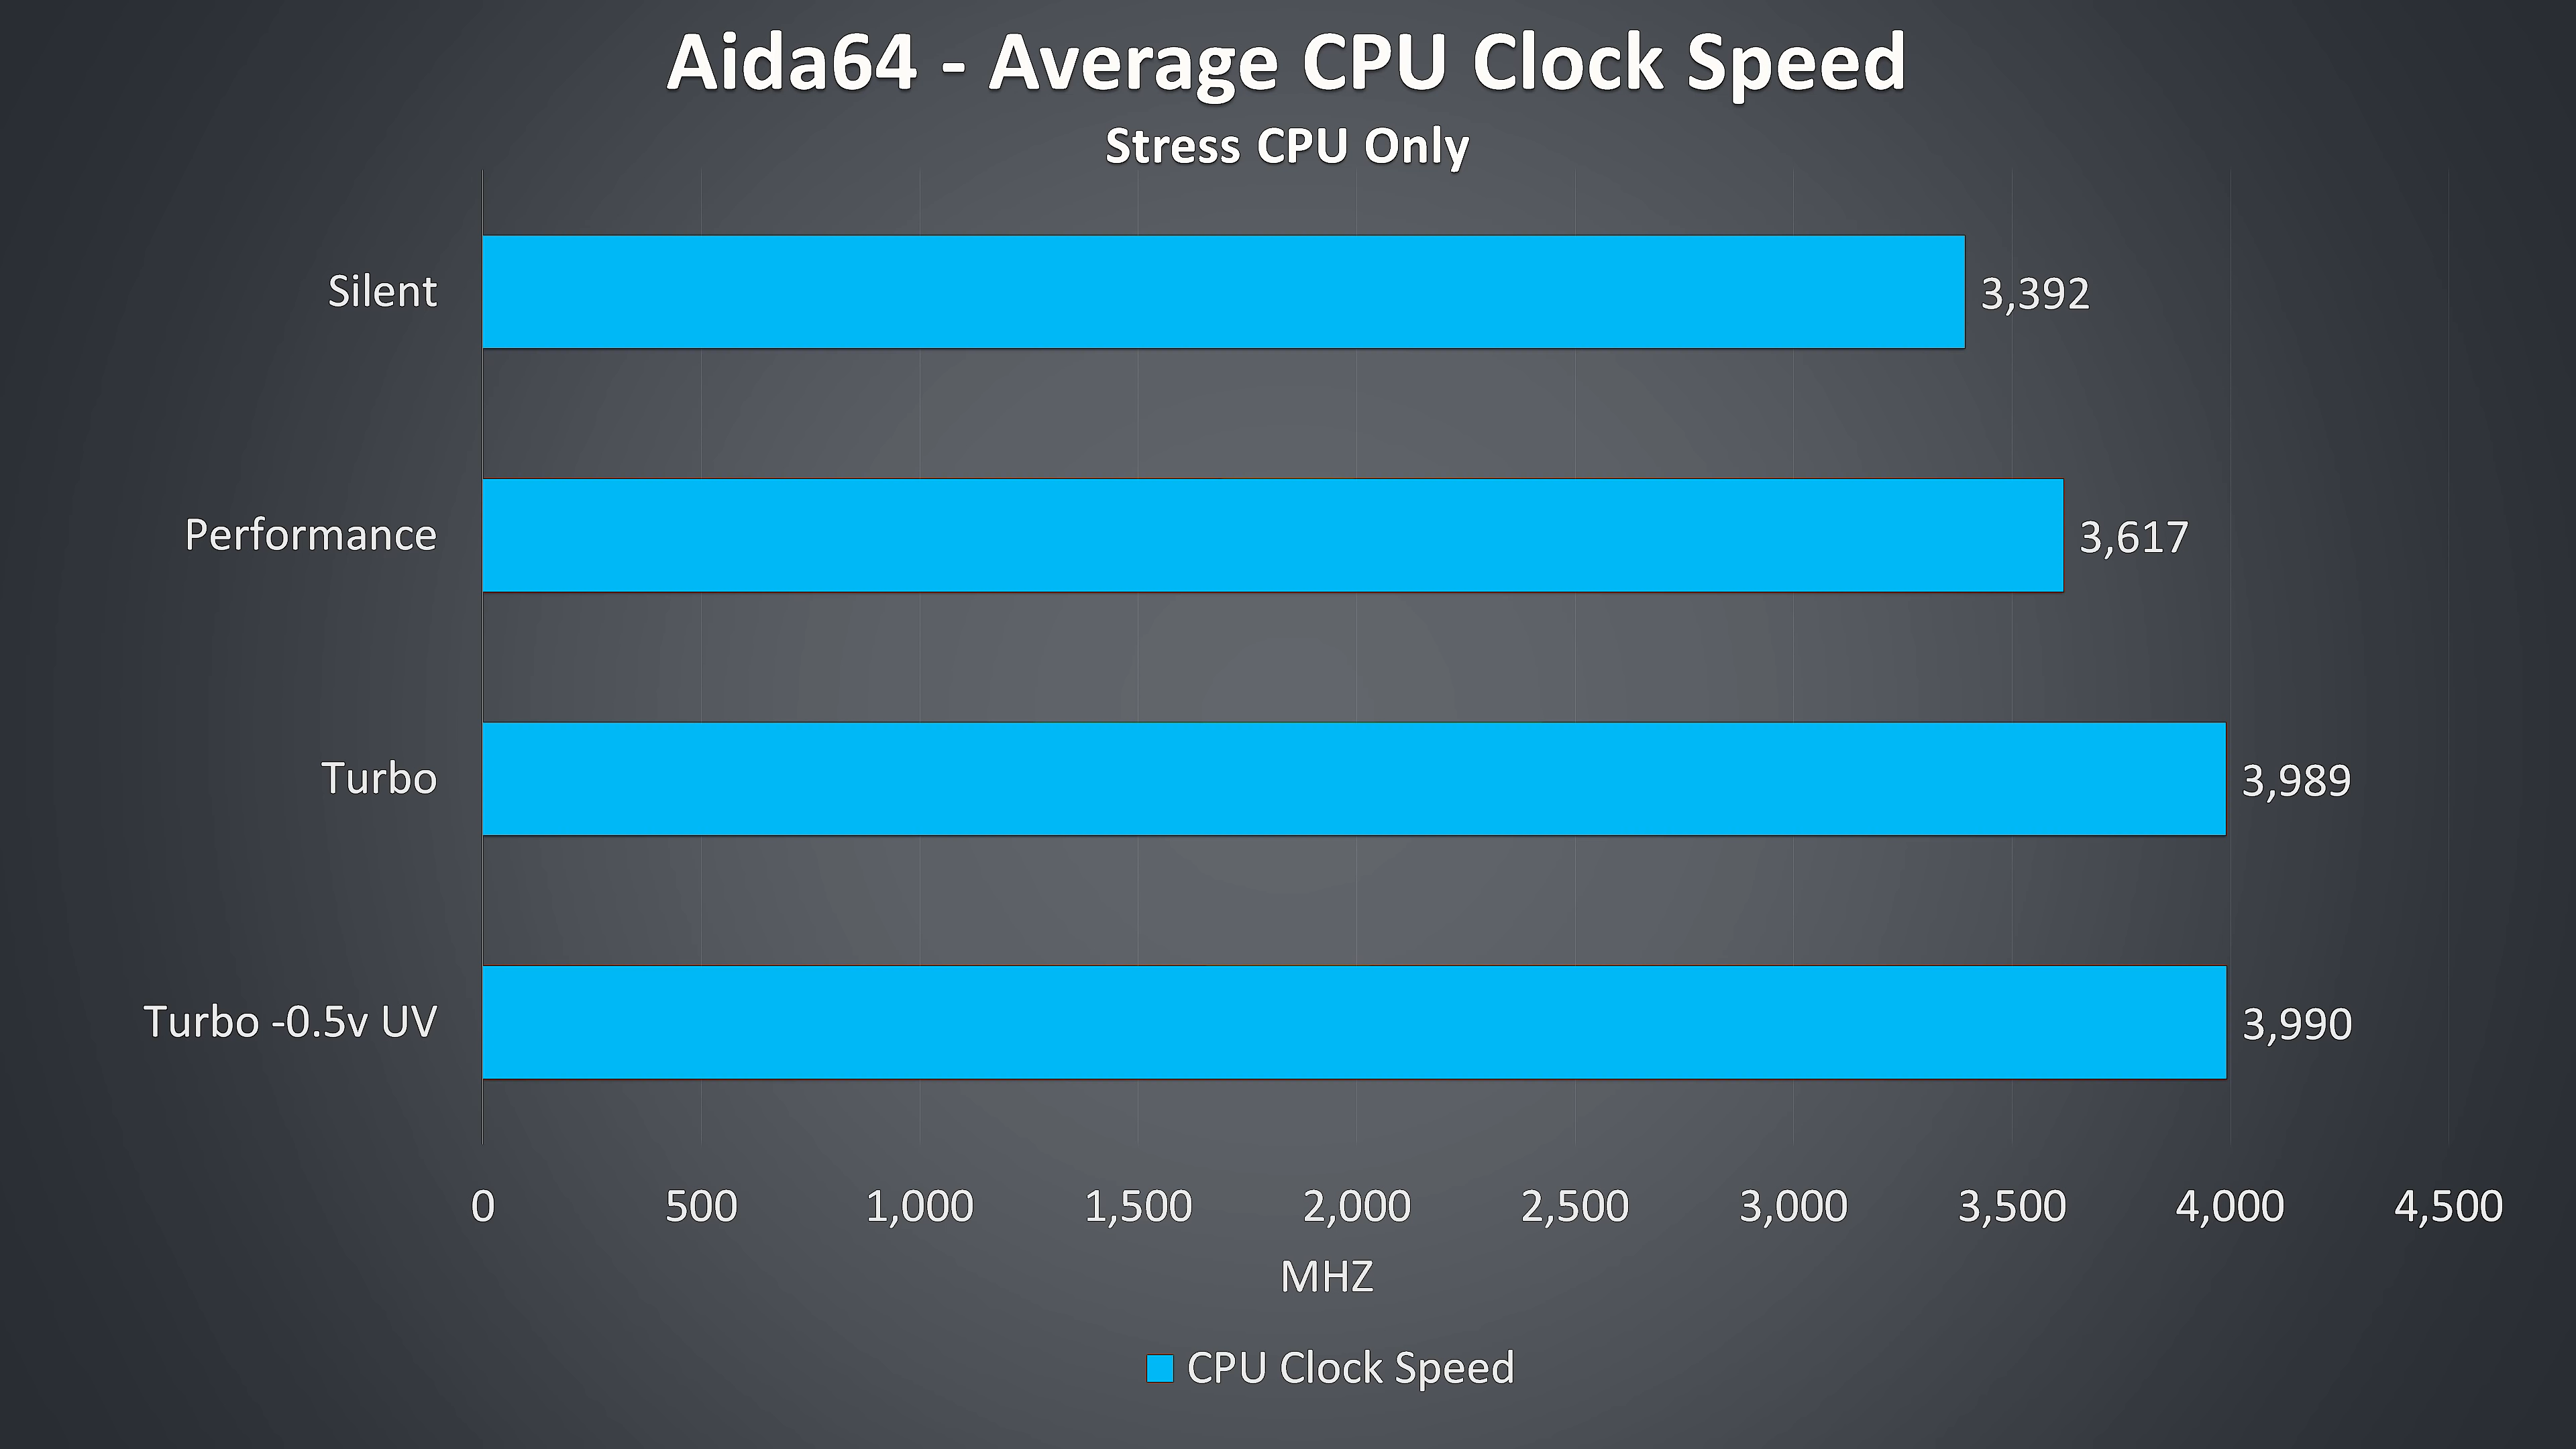 Aida64 - Average CPU Clock Speed
Stress CPU Only
Silent 3,392
Performance 3,617
Turbo 3,989
Turbo -0.5v UV 3,990
0 500 1,000 1,500 2,000 2,500 3,000 3,500 4,000 4,500
MHZ
CPU Clock Speed